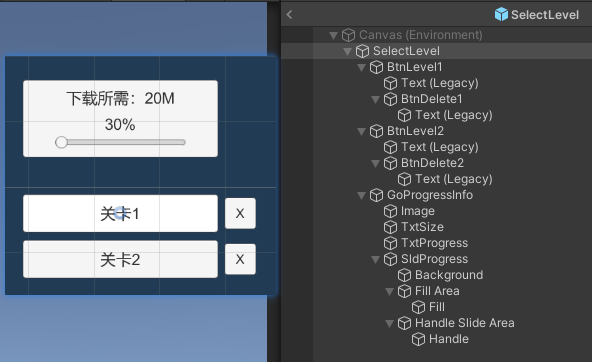 下载所需：20M
30%
关卡1
X
关卡2
X
SelectLevel
Canvas (Environment)
SelectLevel
BtnLevel1
Text (Legacy)
BtnDelete1
Text (Legacy)
BtnLevel2
Text (Legacy)
BtnDelete2
Text (Legacy)
GoProgressInfo
Image
TxtSize
TxtProgress
SldProgress
Background
Fill Area
Fill
Handle Slide Area
Handle